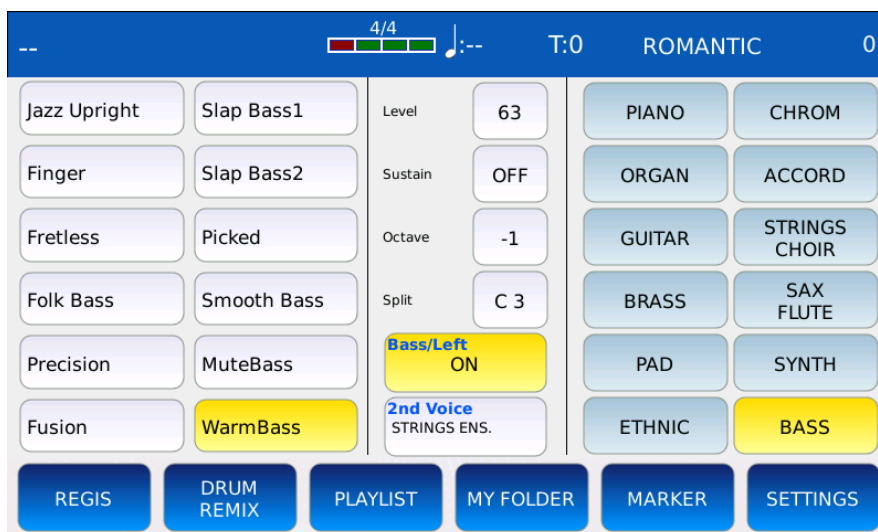 --
4/4
:--
T:0
ROMANTIC
0
Jazz Upright
Slap Bass1
Level
63
PIANO
CHROM
Finger
Slap Bass2
Sustain
OFF
ORGAN
ACCORD
Fretless
Picked
Octave
-1
GUITAR
STRINGS
CHOIR
Folk Bass
Smooth Bass
Split
C 3
BRASS
SAX
FLUTE
Precision
MuteBass
Bass/Left
ON
PAD
SYNTH
Fusion
WarmBass
2nd Voice
STRINGS ENS.
ETHNIC
BASS
REGIS
DRUM
REMIX
PLAYLIST
MY FOLDER
MARKER
SETTINGS